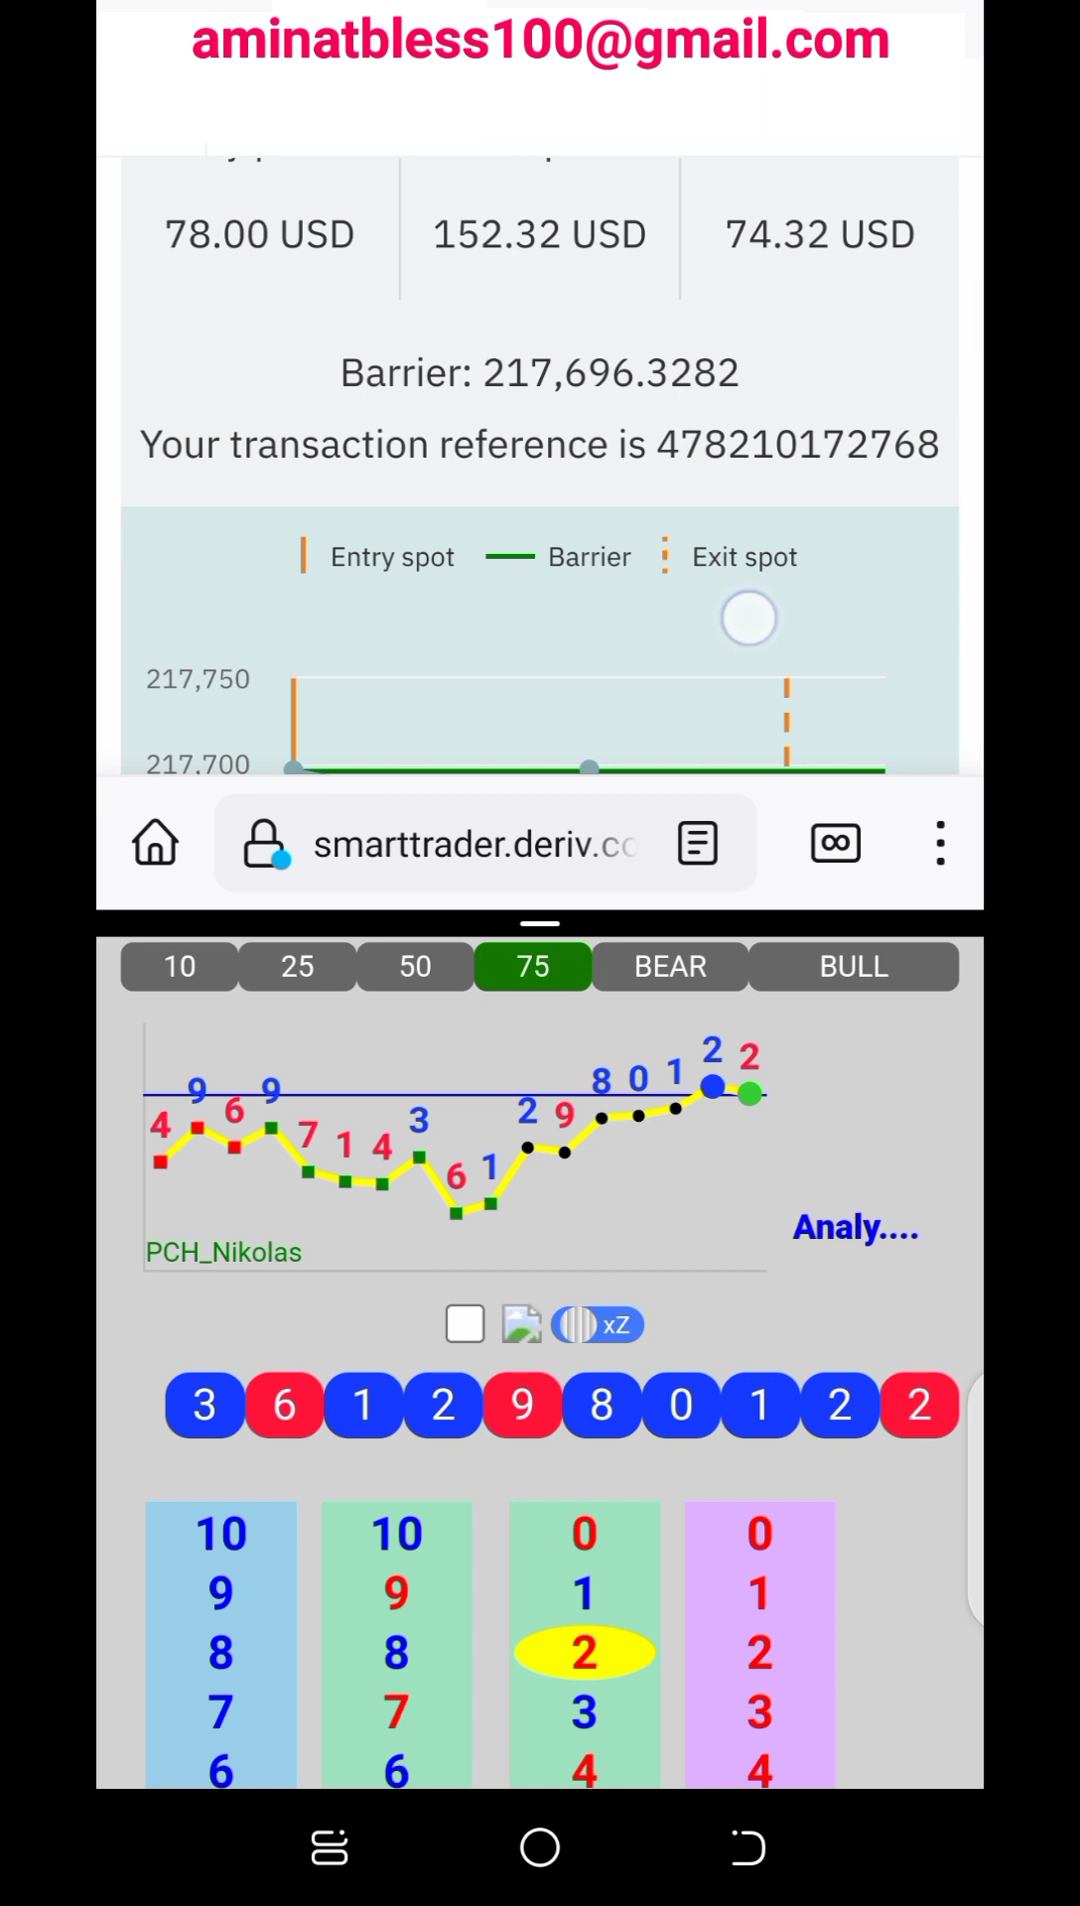 aminatbless100@gmail.com
78.00 USD 152.32 USD 74.32 USD
Barrier: 217,696.3282
Your transaction reference is 478210172768
Entry spot Barrier Exit spot
217,750
217,700
smarttrader.deriv.co
10 25 50 75 BEAR BULL
4 9 6 9 7 1 4 3 6 1 2 9 8 0 1 2 2
Analy....
PCH_Nikolas
xZ
3 6 1 2 9 8 0 1 2 2
10 10 0 0
9 9 1 1
8 8 2 2
7 7 3 3
6 6 4 4